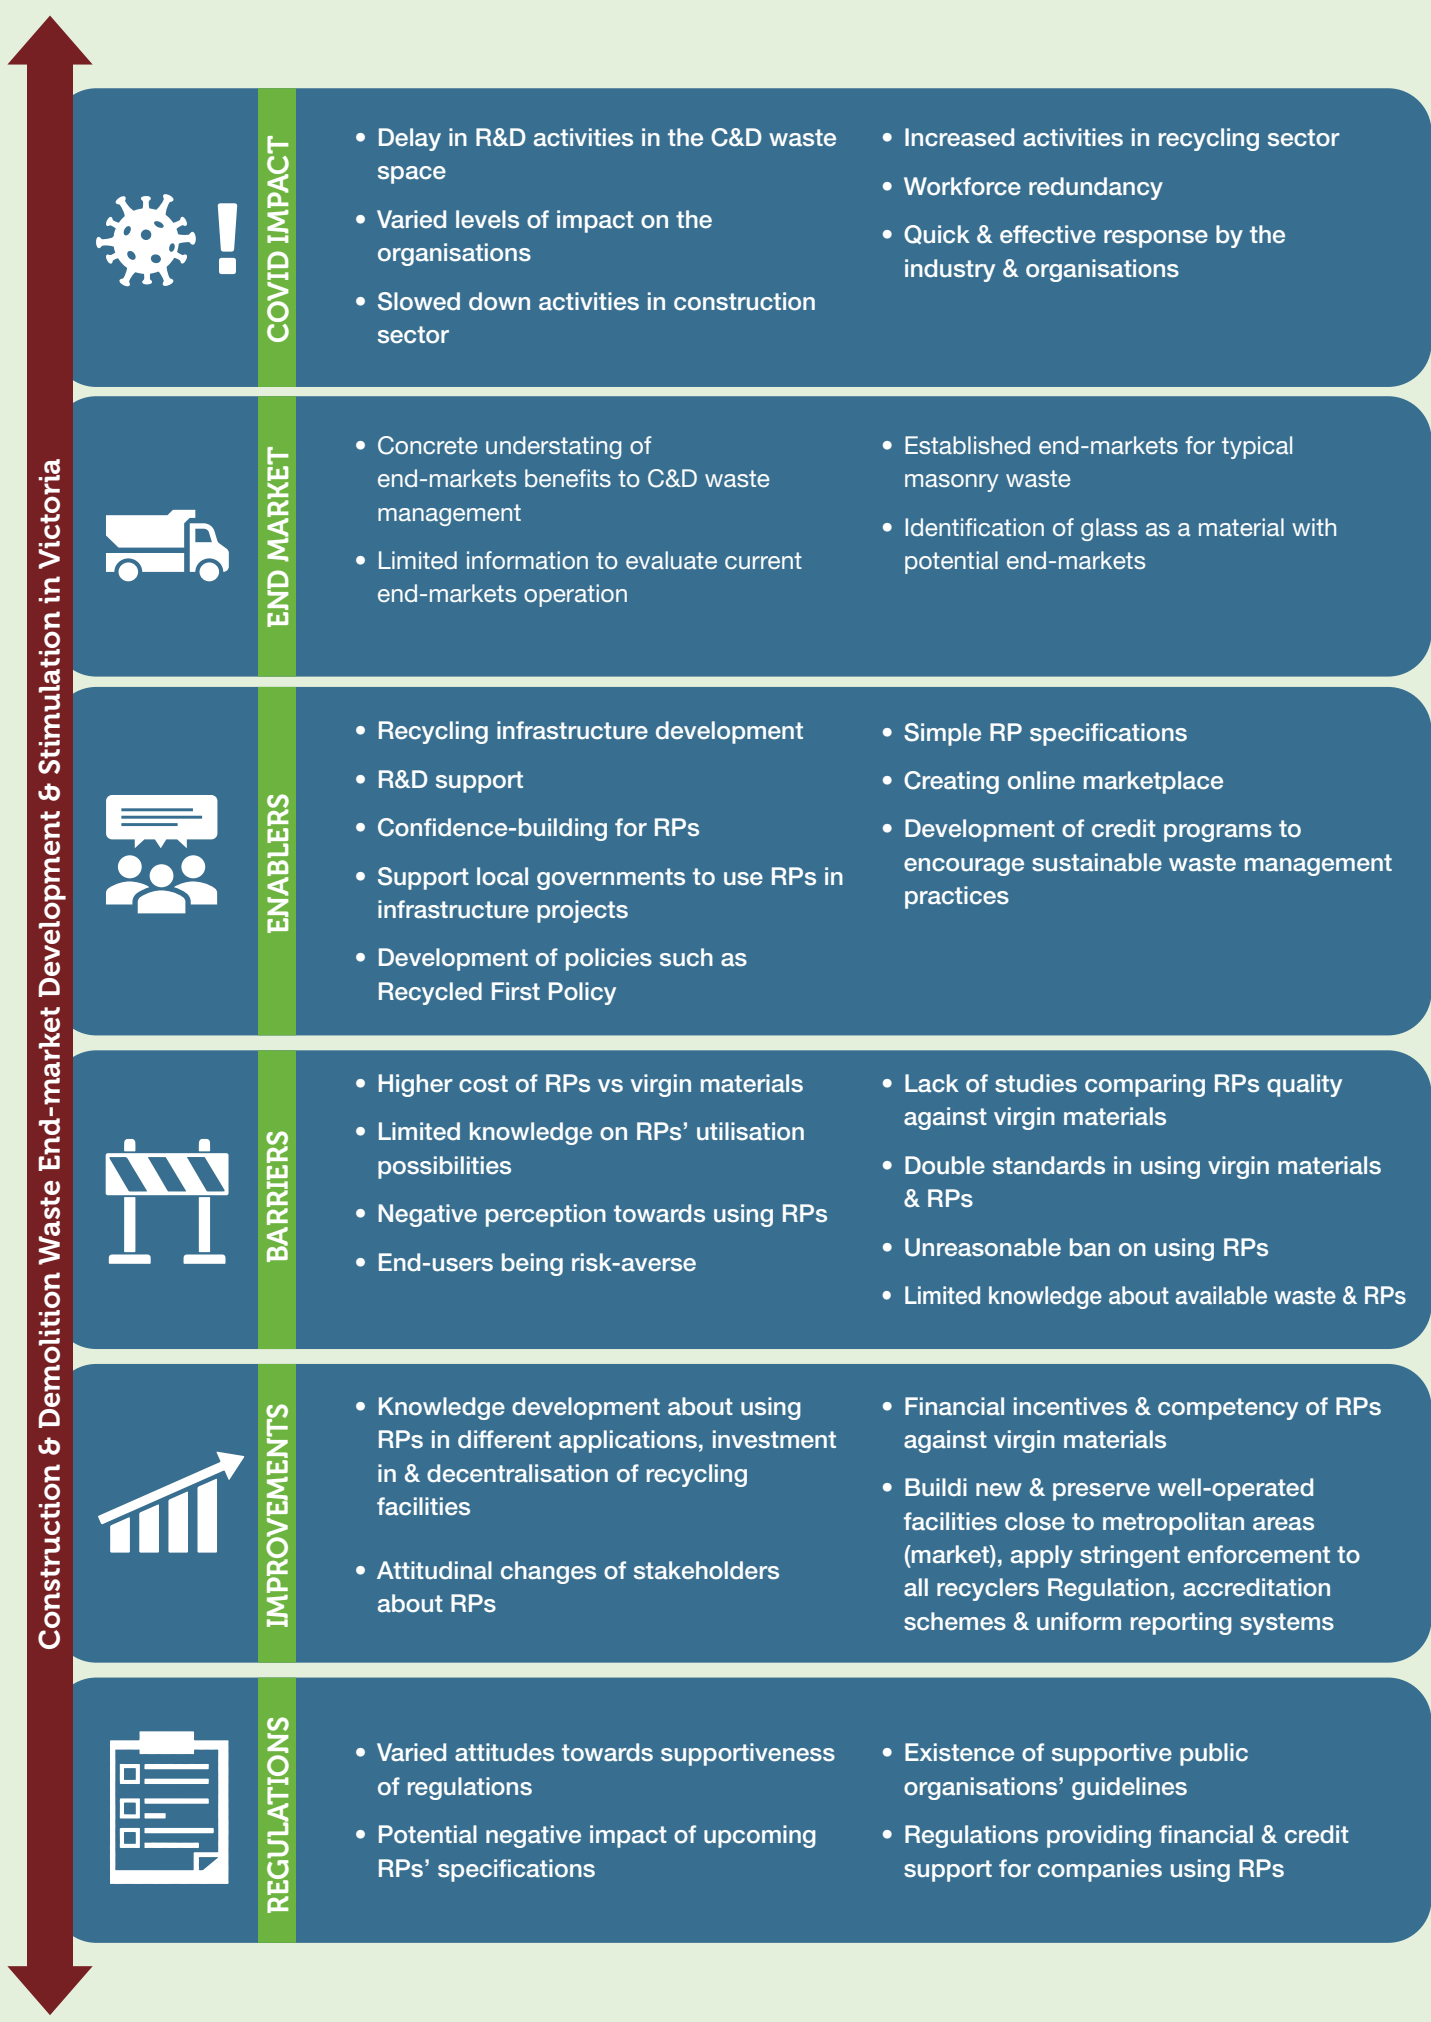 Construction & Demolition Waste End-market Development & Stimulation in Victoria
COVID IMPACT
• Delay in R&D activities in the C&D waste
space
• Varied levels of impact on the
organisations
• Slowed down activities in construction
sector
• Increased activities in recycling sector
• Workforce redundancy
• Quick & effective response by the
industry & organisations
END MARKET
• Concrete understating of
end-markets benefits to C&D waste
management
• Limited information to evaluate current
end-markets operation
• Established end-markets for typical
masonry waste
• Identification of glass as a material with
potential end-markets
ENABLERS
• Recycling infrastructure development
• R&D support
• Confidence-building for RPs
• Support local governments to use RPs in
infrastructure projects
• Development of policies such as
Recycled First Policy
• Simple RP specifications
• Creating online marketplace
• Development of credit programs to
encourage sustainable waste management
practices
BARRIERS
• Higher cost of RPs vs virgin materials
• Limited knowledge on RPs’ utilisation
possibilities
• Negative perception towards using RPs
• End-users being risk-averse
• Lack of studies comparing RPs quality
against virgin materials
• Double standards in using virgin materials
& RPs
• Unreasonable ban on using RPs
• Limited knowledge about available waste & RPs
IMPROVEMENTS
• Knowledge development about using
RPs in different applications, investment
in & decentralisation of recycling
facilities
• Attitudinal changes of stakeholders
about RPs
• Financial incentives & competency of RPs
against virgin materials
• Buildi new & preserve well-operated
facilities close to metropolitan areas
(market), apply stringent enforcement to
all recyclers Regulation, accreditation
schemes & uniform reporting systems
REGULATIONS
• Varied attitudes towards supportiveness
of regulations
• Potential negative impact of upcoming
RPs’ specifications
• Existence of supportive public
organisations’ guidelines
• Regulations providing financial & credit
support for companies using RPs